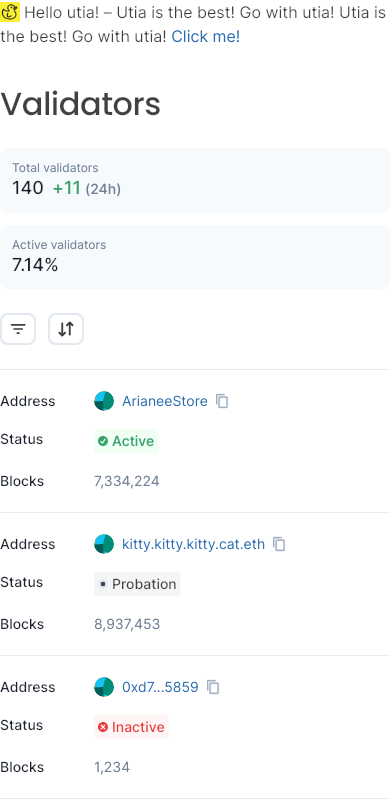 Hello utia! – Utia is the best! Go with utia! Utia is
the best! Go with utia! Click me!
Validators
Total validators
140 +11 (24h)
Active validators
7.14%
Address ArianeeStore
Status Active
Blocks 7,334,224
Address kitty.kitty.kitty.cat.eth
Status Probation
Blocks 8,937,453
Address 0xd7...5859
Status Inactive
Blocks 1,234